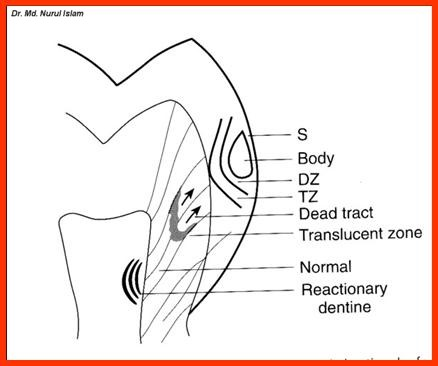 Dr. Md. Nurul Islam
S
Body
DZ
TZ
Dead tract
Translucent zone
Normal
Reactionary
dentine